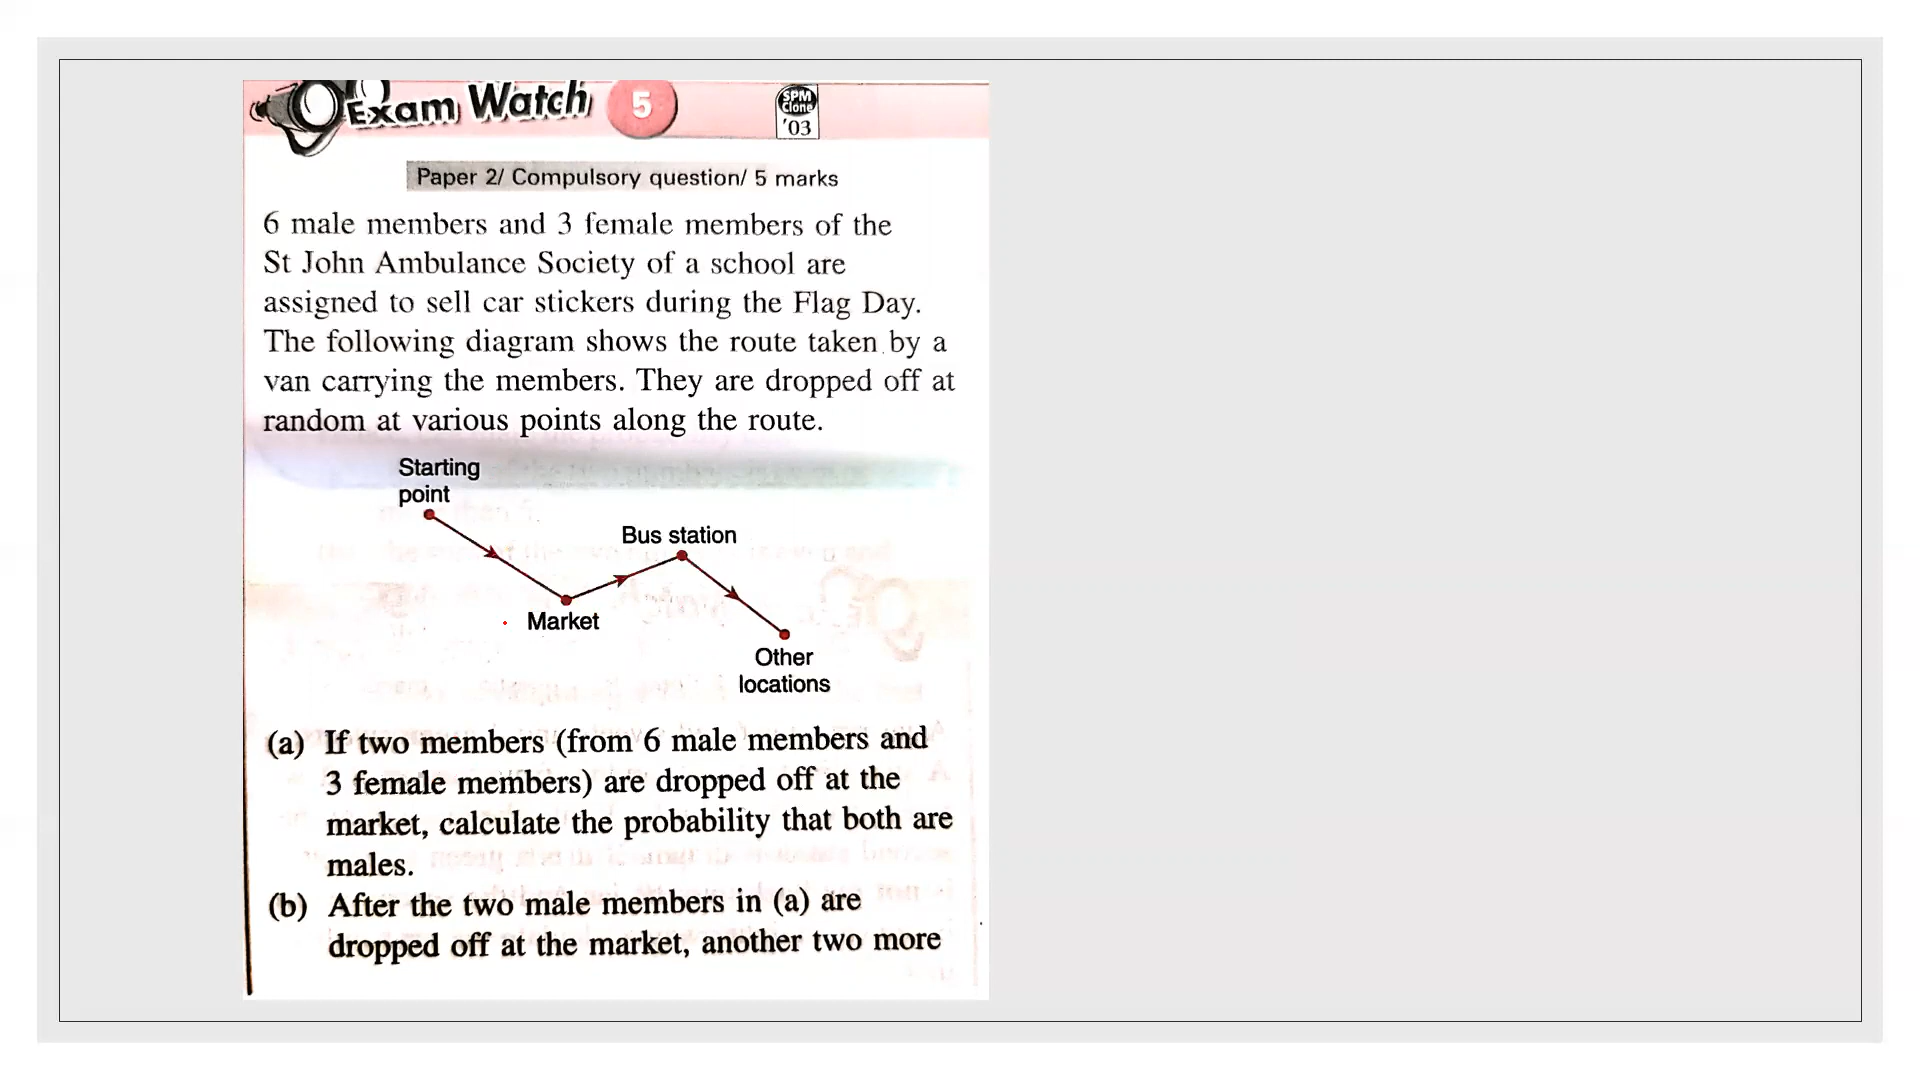 Exam Watch 5
SPM
Clone
'03
Paper 2/ Compulsory question/ 5 marks
6 male members and 3 female members of the
St John Ambulance Society of a school are
assigned to sell car stickers during the Flag Day.
The following diagram shows the route taken by a
van carrying the members. They are dropped off at
random at various points along the route.
Starting
point
Bus station
Market
Other
locations
(a) If two members (from 6 male members and
3 female members) are dropped off at the
market, calculate the probability that both are
males.
(b) After the two male members in (a) are
dropped off at the market, another two more